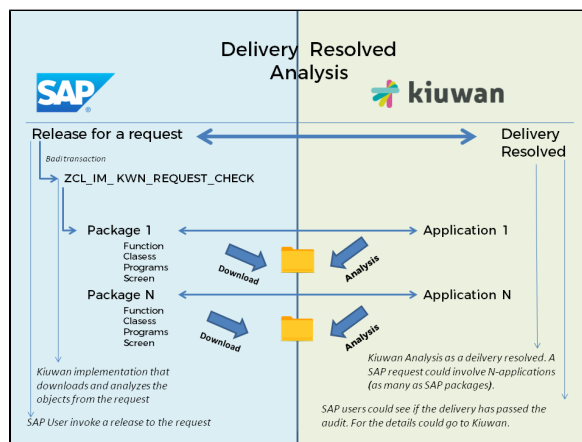 Delivery Resolved
Analysis
SAP
kiuwan
Release for a request
Delivery
Resolved
Badi transaction
ZCL_IM_ KWN_REQUEST_CHECK
Package 1
Application 1
Function
Clasess
Programs
Screen
Download
Analysis
Package N
Application N
Function
Clasess
Programs
Screen
Download
Analysis
Kiuwan implementation that
downloads and analyzes the
objects from the request
Kiuwan Analysis as a deilvery resolved. A
SAP request could involve N-applications
(as many as SAP packages).
SAP User invoke a release to the request
SAP users could see if the delivery has passed the
audit. For the details could go to Kiuwan.